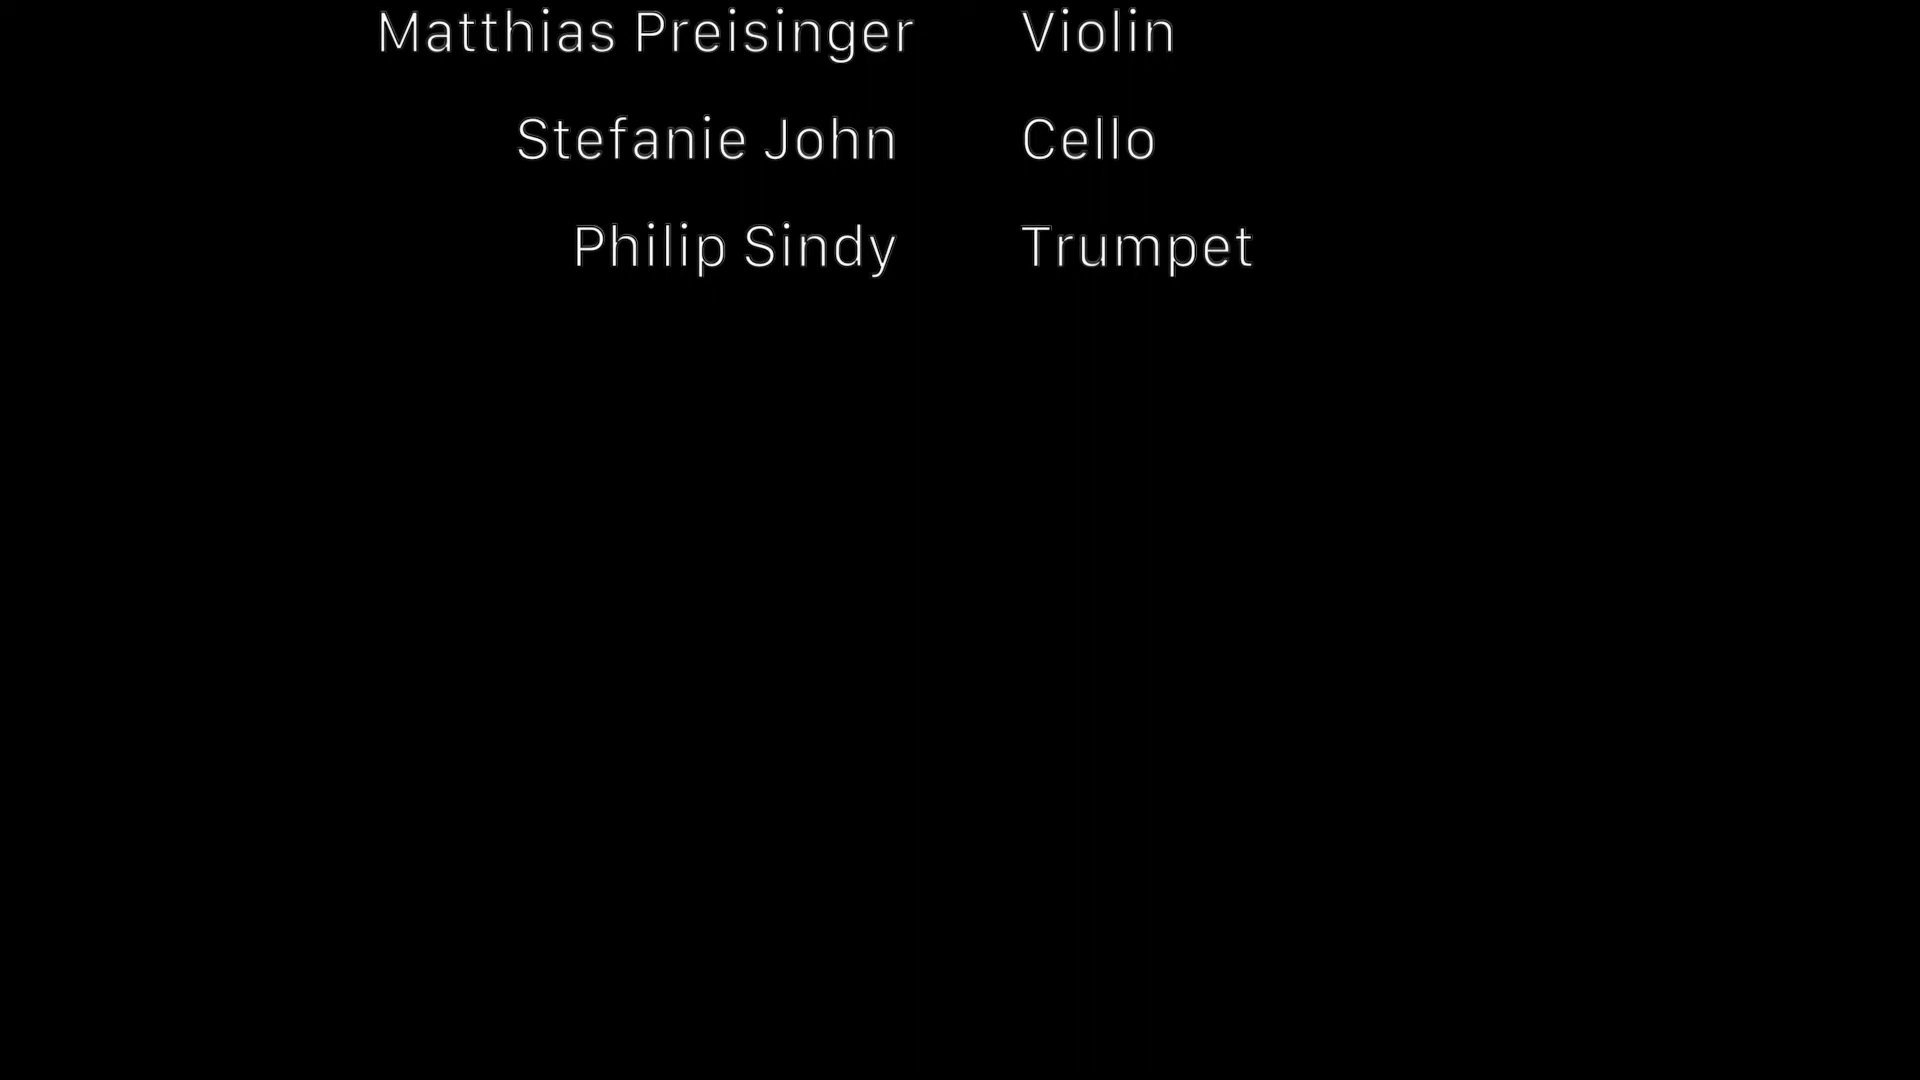 Matthias Preisinger Violin
Stefanie John Cello
Philip Sindy Trumpet